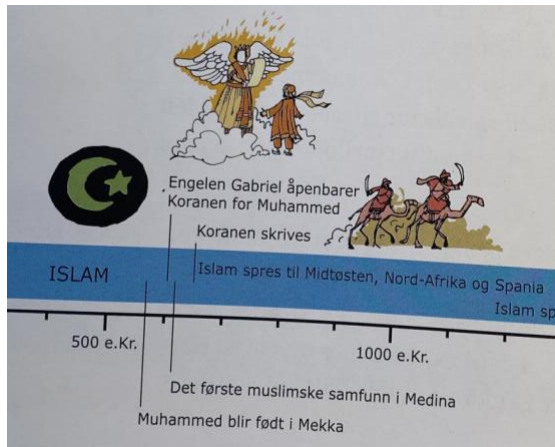 Engelen Gabriel åpenbarer
Koranen for Muhammed
Koranen skrives
ISLAM
Islam spres til Midtøsten, Nord-Afrika og Spania
Islam sp
500 e.Kr.
1000 e.Kr.
Det første muslimske samfunn i Medina
Muhammed blir født i Mekka